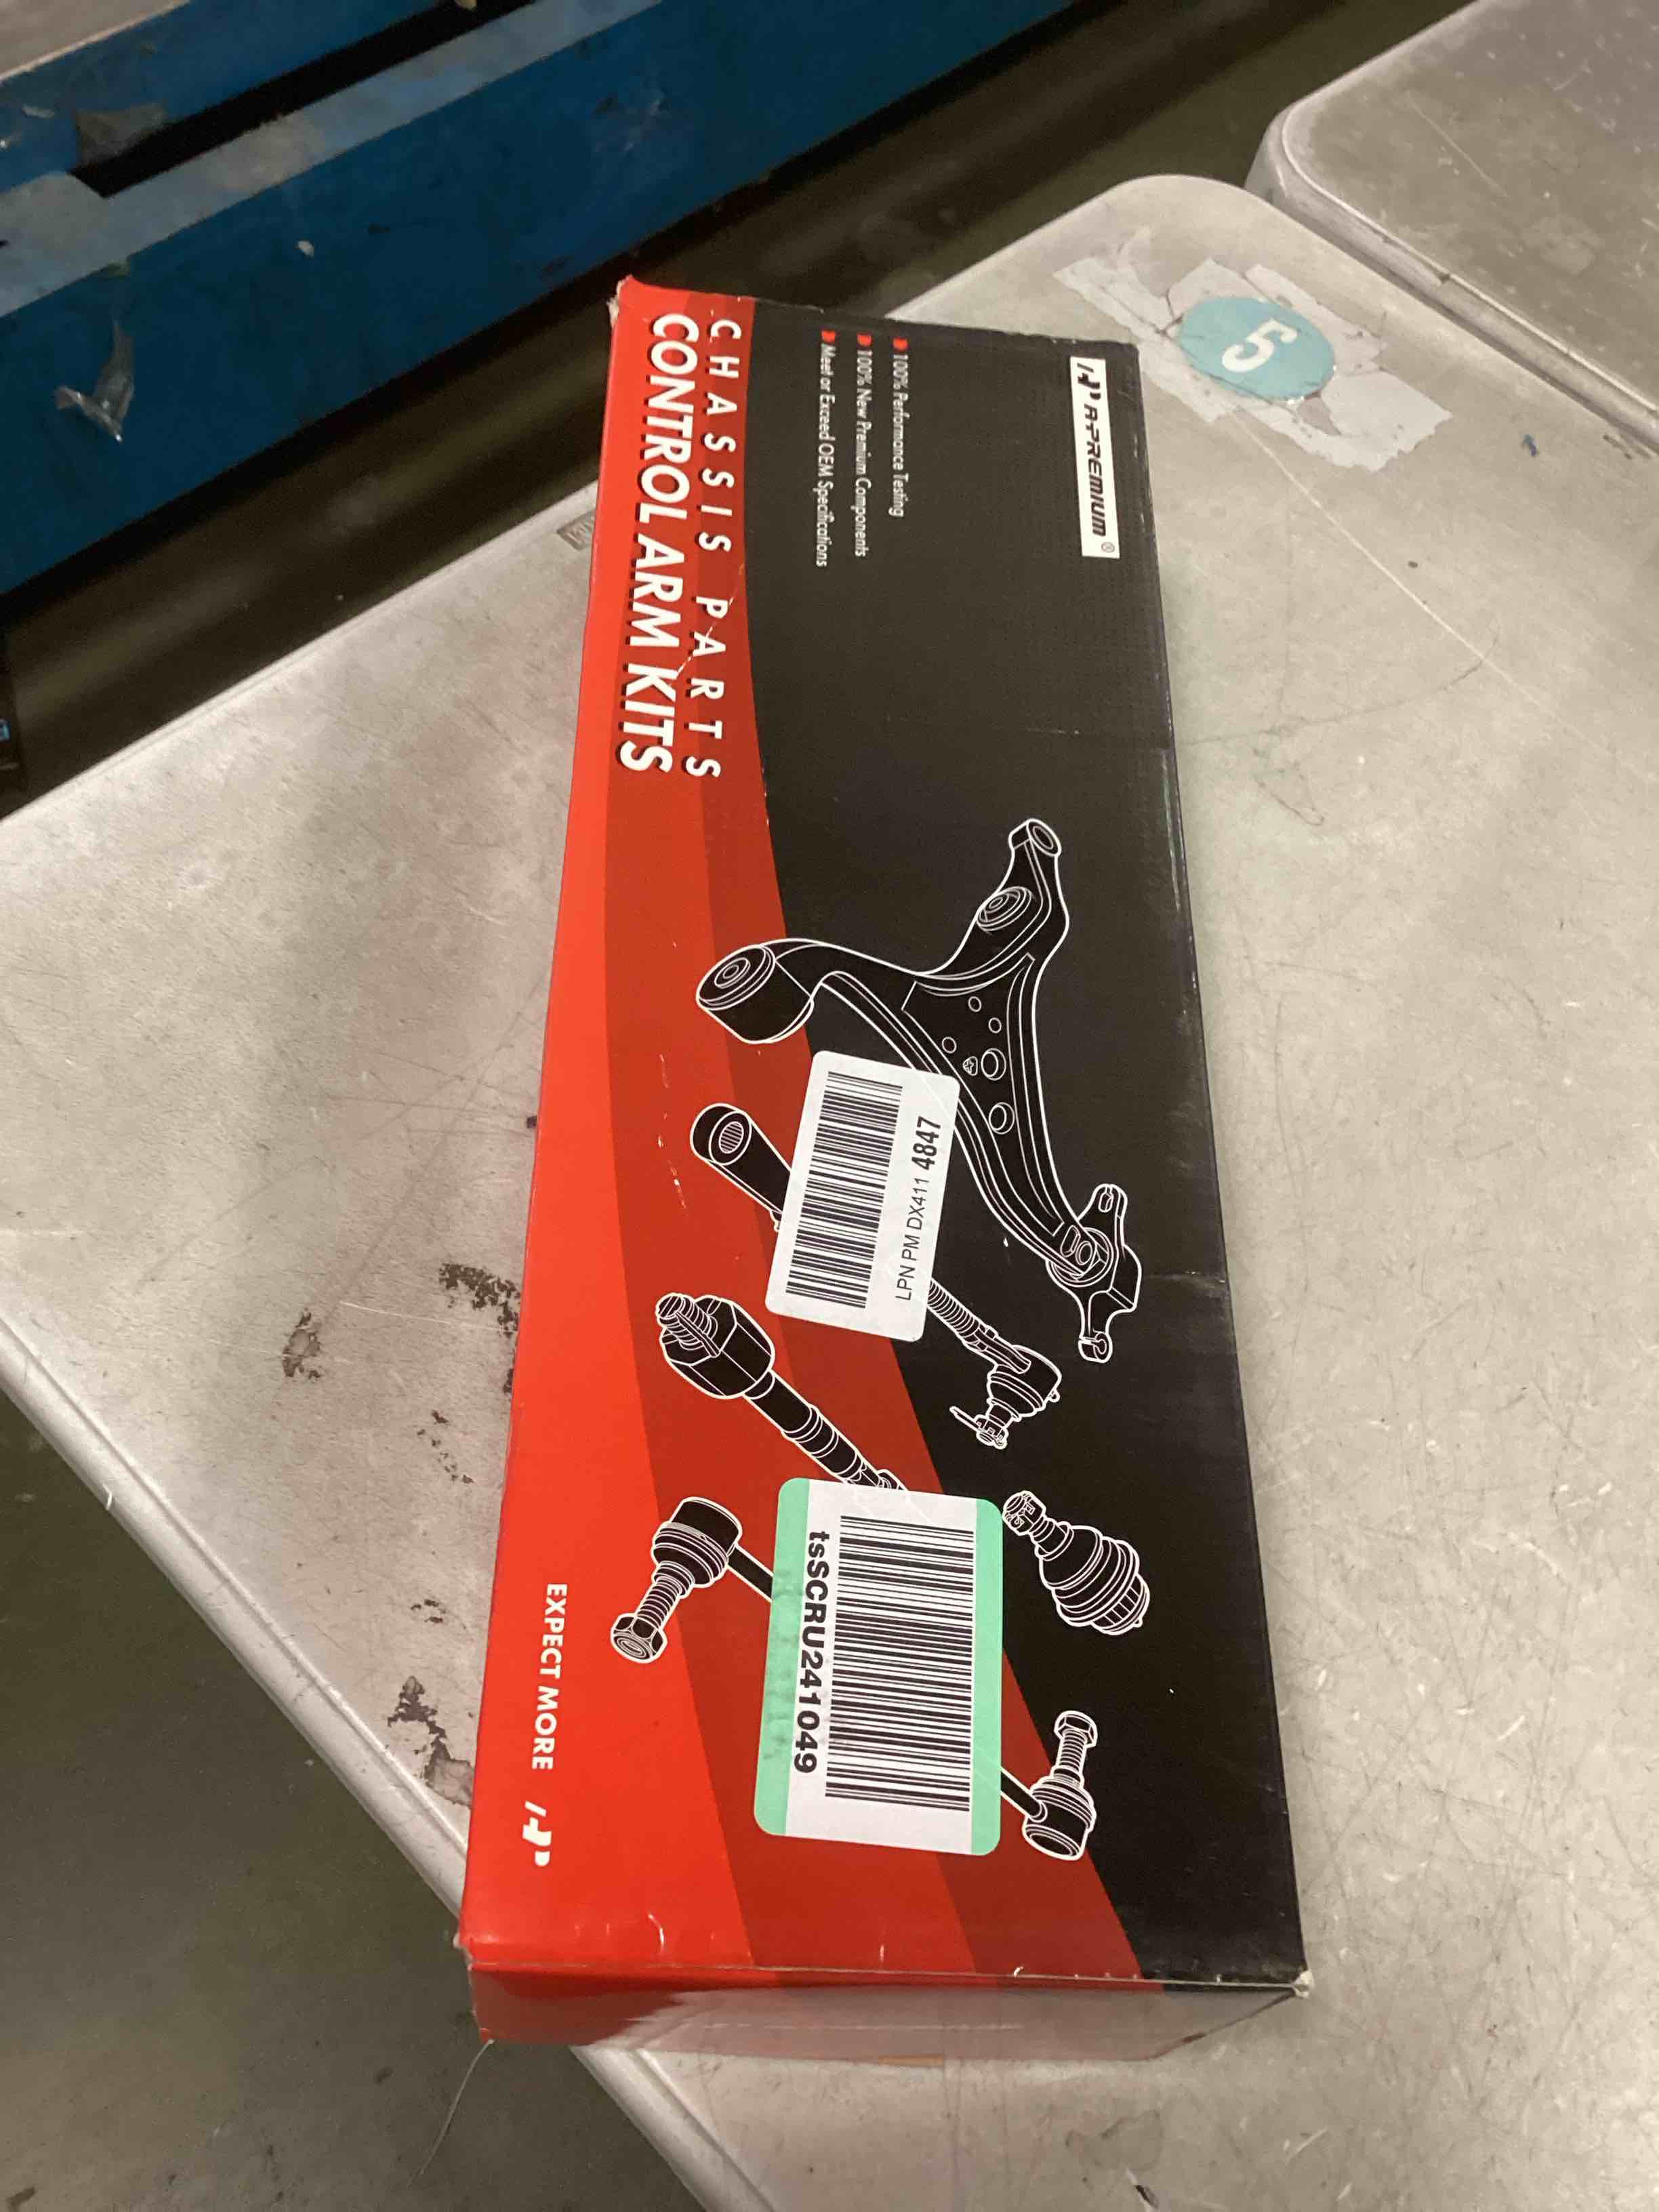 A-PREMIUM®
100% Performance Testing
100% New Premium Components
Meet or Exceed OEM Specifications
CHASSIS PARTS
CONTROL ARM KITS
LPN PM DX411 4847
tsSCRU241049
EXPECT MORE
5